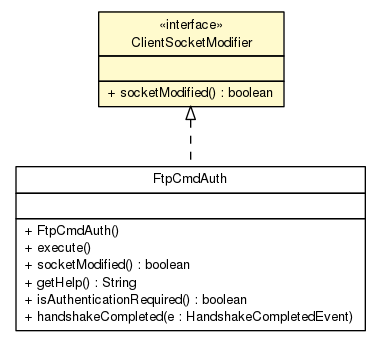 «interface»
ClientSocketModifier
+ socketModified() : boolean
FtpCmdAuth
+ FtpCmdAuth()
+ execute()
+ socketModified() : boolean
+ getHelp() : String
+ isAuthenticationRequired() : boolean
+ handshakeCompleted(e : HandshakeCompletedEvent)